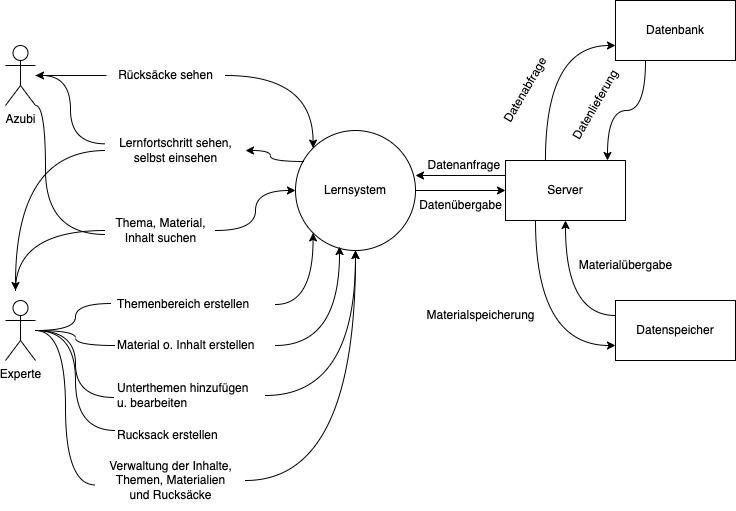 Datenbank
Datenabfrage
Datenlieferung
Azubi
Rücksäcke sehen
Lernfortschritt sehen,
selbst einsehen
Thema, Material,
Inhalt suchen
Lernsystem
Datenanfrage
Datenübergabe
Server
Materialübergabe
Materialspeicherung
Datenspeicher
Experte
Themenbereich erstellen
Material o. Inhalt erstellen
Unterthemen hinzufügen
u. bearbeiten
Rucksack erstellen
Verwaltung der Inhalte,
Themen, Materialien
und Rucksäcke